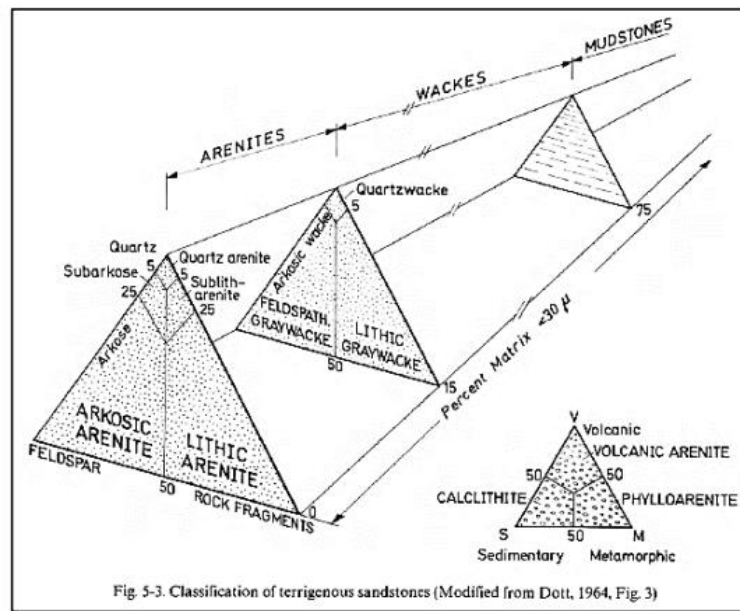 MUDSTONES
WACKES
ARENITES
Quartzwacke
5
Arkosic wacke
FELDSPATH. GRAYWACKE
LITHIC GRAYWACKE
50
15
75
Percent Matrix <30 μ
Quartz
Quartz arenite
Subarkose
5
5
Sublith-
arenite
25
25
Arkose
ARKOSIC
ARENITE
LITHIC
ARENITE
FELDSPAR
50
ROCK FRAGMENTS
0
V
Volcanic
VOLCANIC ARENITE
50
50
CALCLITHITE
PHYLLOARENITE
S
50
M
Sedimentary
Metamorphic
Fig. 5-3. Classification of terrigenous sandstones (Modified from Dott, 1964, Fig. 3)